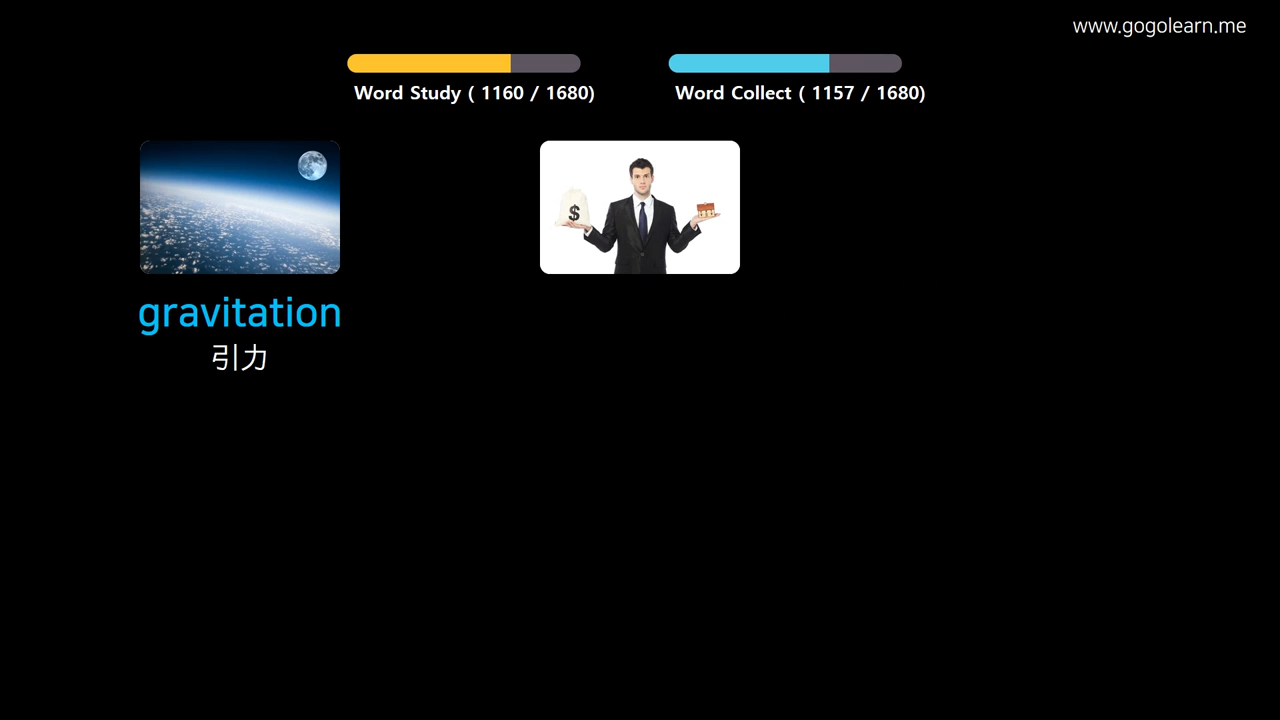 www.gogolearn.me
Word Study ( 1160 / 1680)
Word Collect ( 1157 / 1680)
$
gravitation
引力